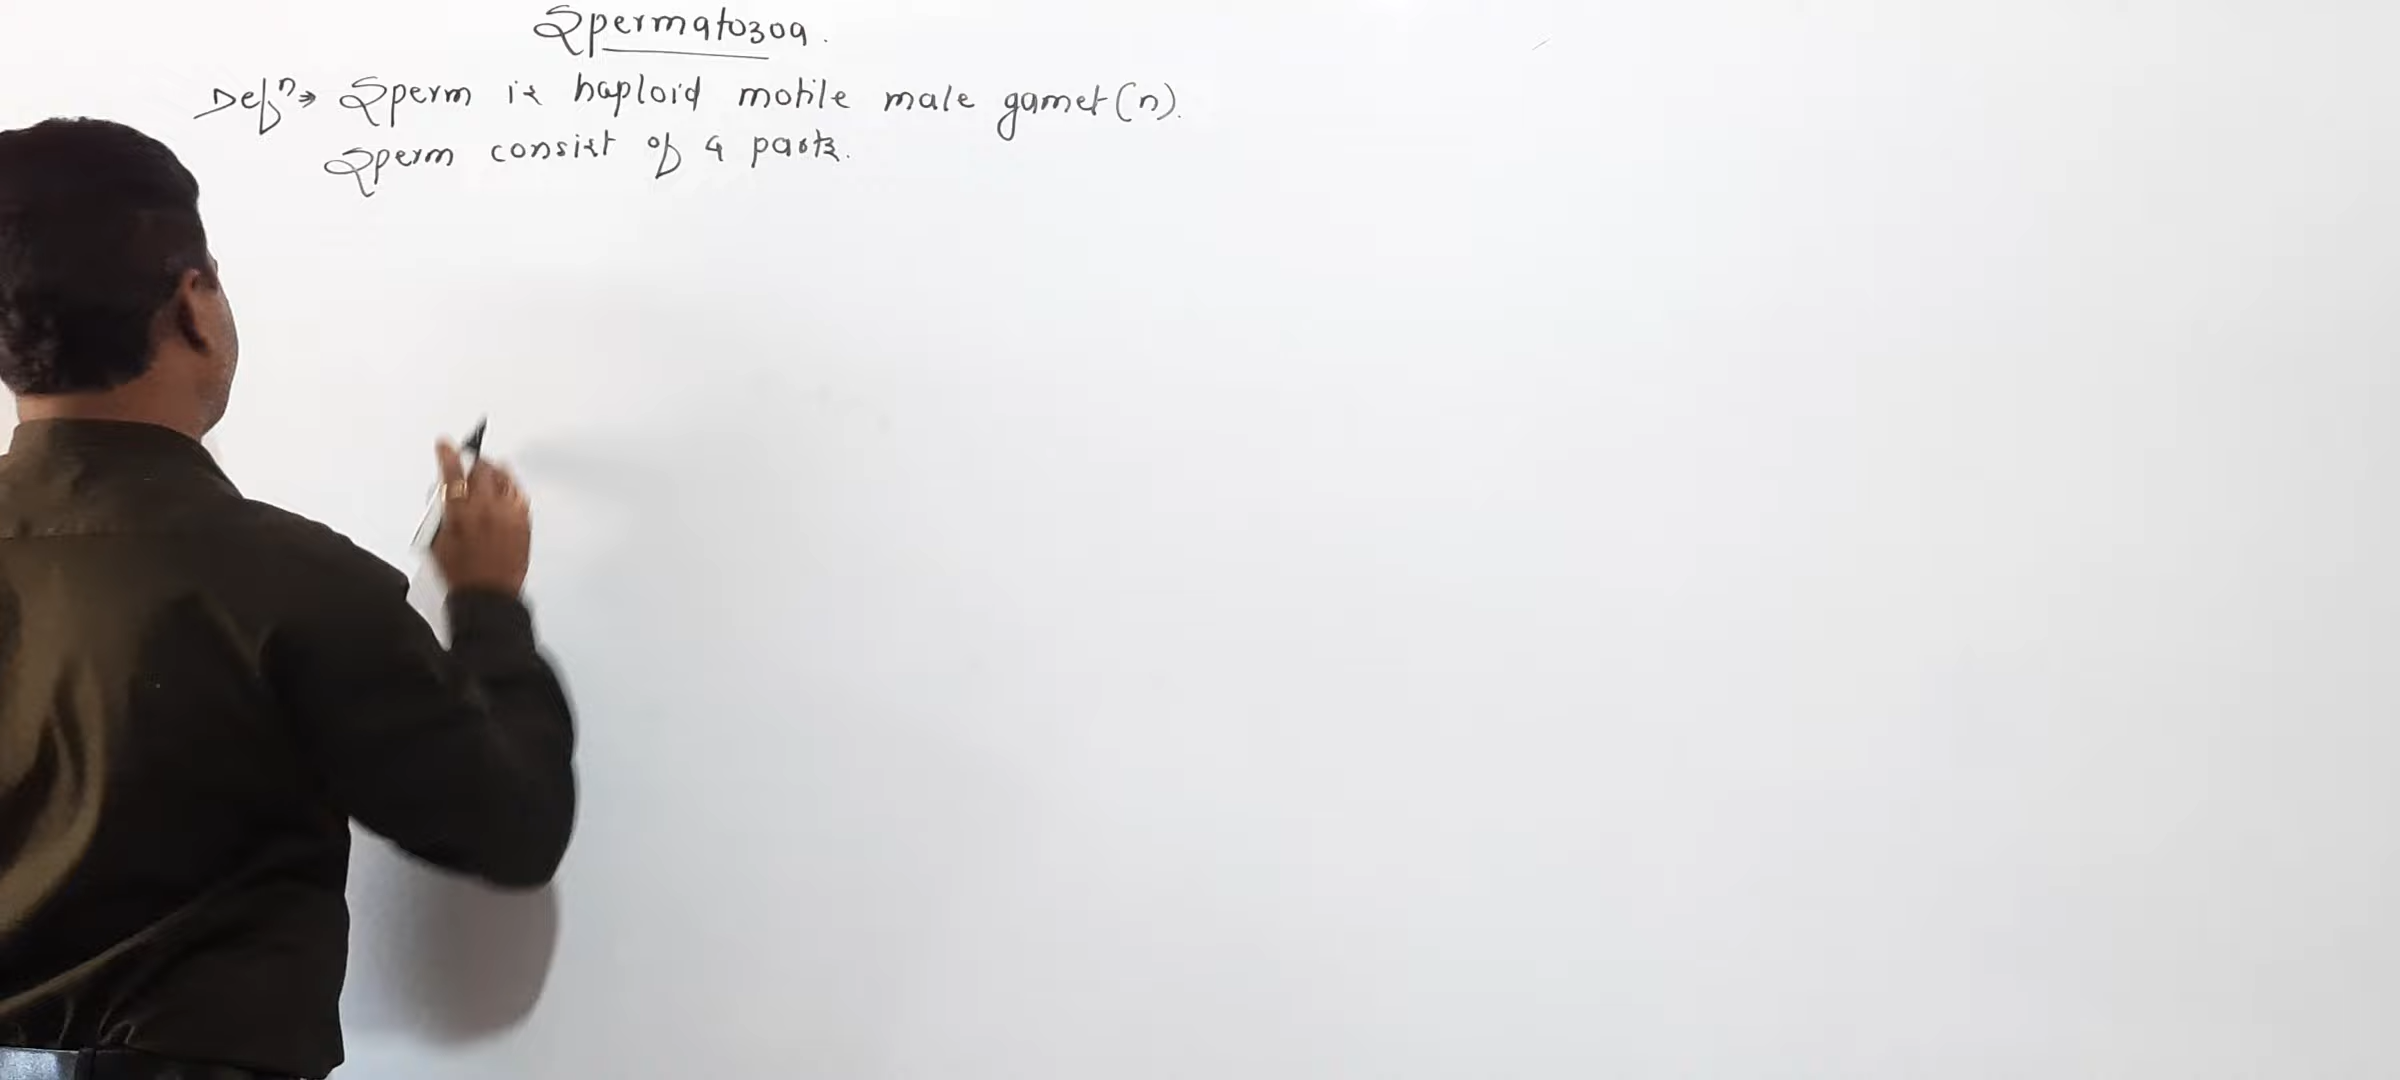 Spermatozoa.
Defn→ Sperm is haploid motile male gamet (n).
Sperm consist of 4 parts.